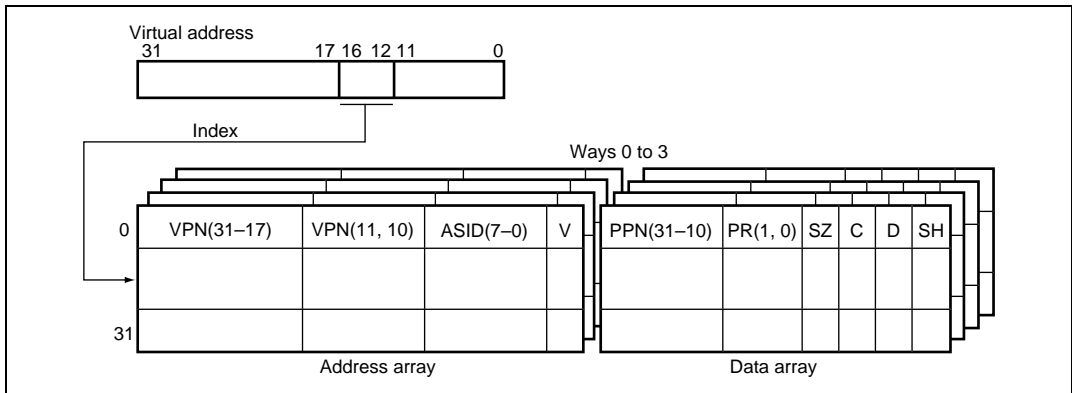 Virtual address
31 17 16 12 11 0
Index
Ways 0 to 3
0 VPN(31–17) VPN(11, 10) ASID(7–0) V PPN(31–10) PR(1, 0) SZ C D SH
31
Address array Data array